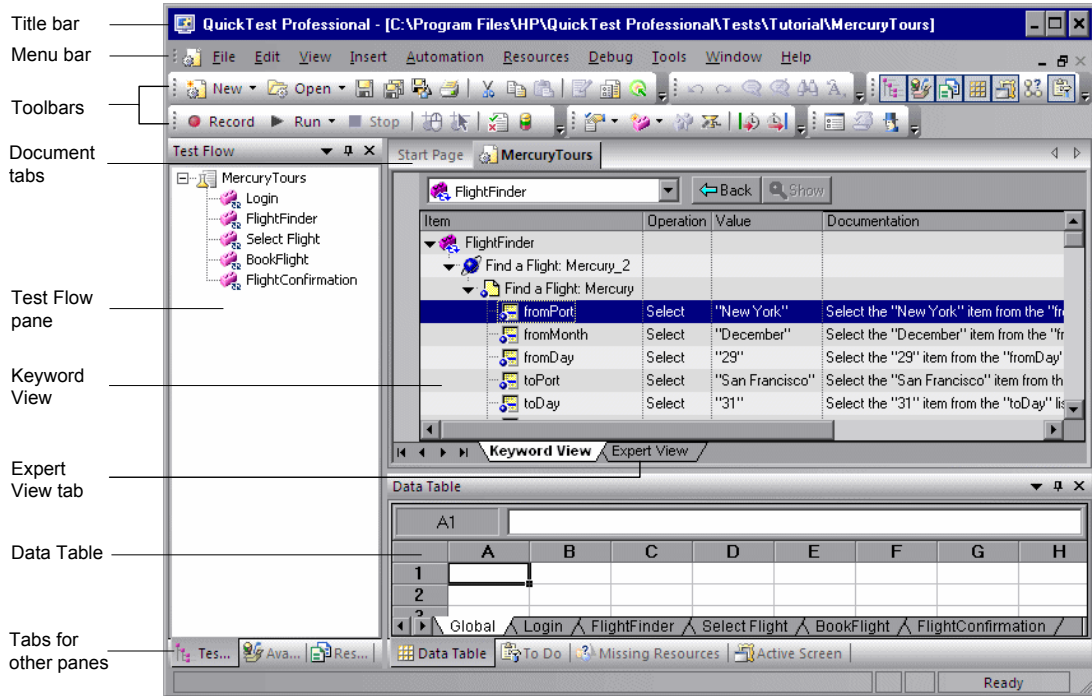 Title bar
Menu bar
Toolbars
Document
tabs
Test Flow
pane
Keyword
View
Expert
View tab
Data Table
Tabs for
other panes
QuickTest Professional - [C:\Program Files\HP\QuickTest Professional\Tests\Tutorial\MercuryTours]
File Edit View Insert Automation Resources Debug Tools Window Help
New Open
Record Run Stop
Test Flow
MercuryTours
Login
FlightFinder
Select Flight
BookFlight
FlightConfirmation
Tes... Ava... Res...
Start Page MercuryTours
FlightFinder Back Show
Item Operation Value Documentation
FlightFinder
Find a Flight: Mercury_2
Find a Flight: Mercury
fromPort Select "New York" Select the "New York" item from the "fr
fromMonth Select "December" Select the "December" item from the "fr
fromDay Select "29" Select the "29" item from the "fromDay"
toPort Select "San Francisco" Select the "San Francisco" item from th
toDay Select "31" Select the "31" item from the "toDay" lis
Keyword View Expert View
Data Table
A1
A B C D E F G H
1
2
3
Global Login FlightFinder Select Flight BookFlight FlightConfirmation
Data Table To Do Missing Resources Active Screen
Ready